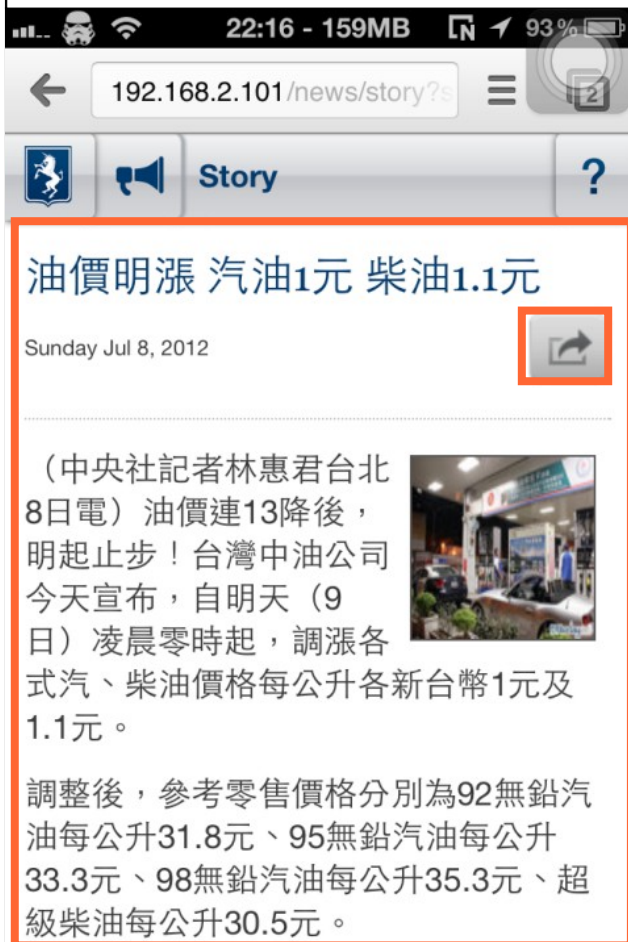 22:16 - 159MB
93%
192.168.2.101/news/story?s
2
Story
?
油價明漲 汽油1元 柴油1.1元
Sunday Jul 8, 2012
（中央社記者林惠君台北
8日電）油價連13降後，
明起止步！台灣中油公司
今天宣布，自明天（9
日）凌晨零時起，調漲各
式汽、柴油價格每公升各新台幣1元及
1.1元。
調整後，參考零售價格分別為92無鉛汽
油每公升31.8元、95無鉛汽油每公升
33.3元、98無鉛汽油每公升35.3元、超
級柴油每公升30.5元。